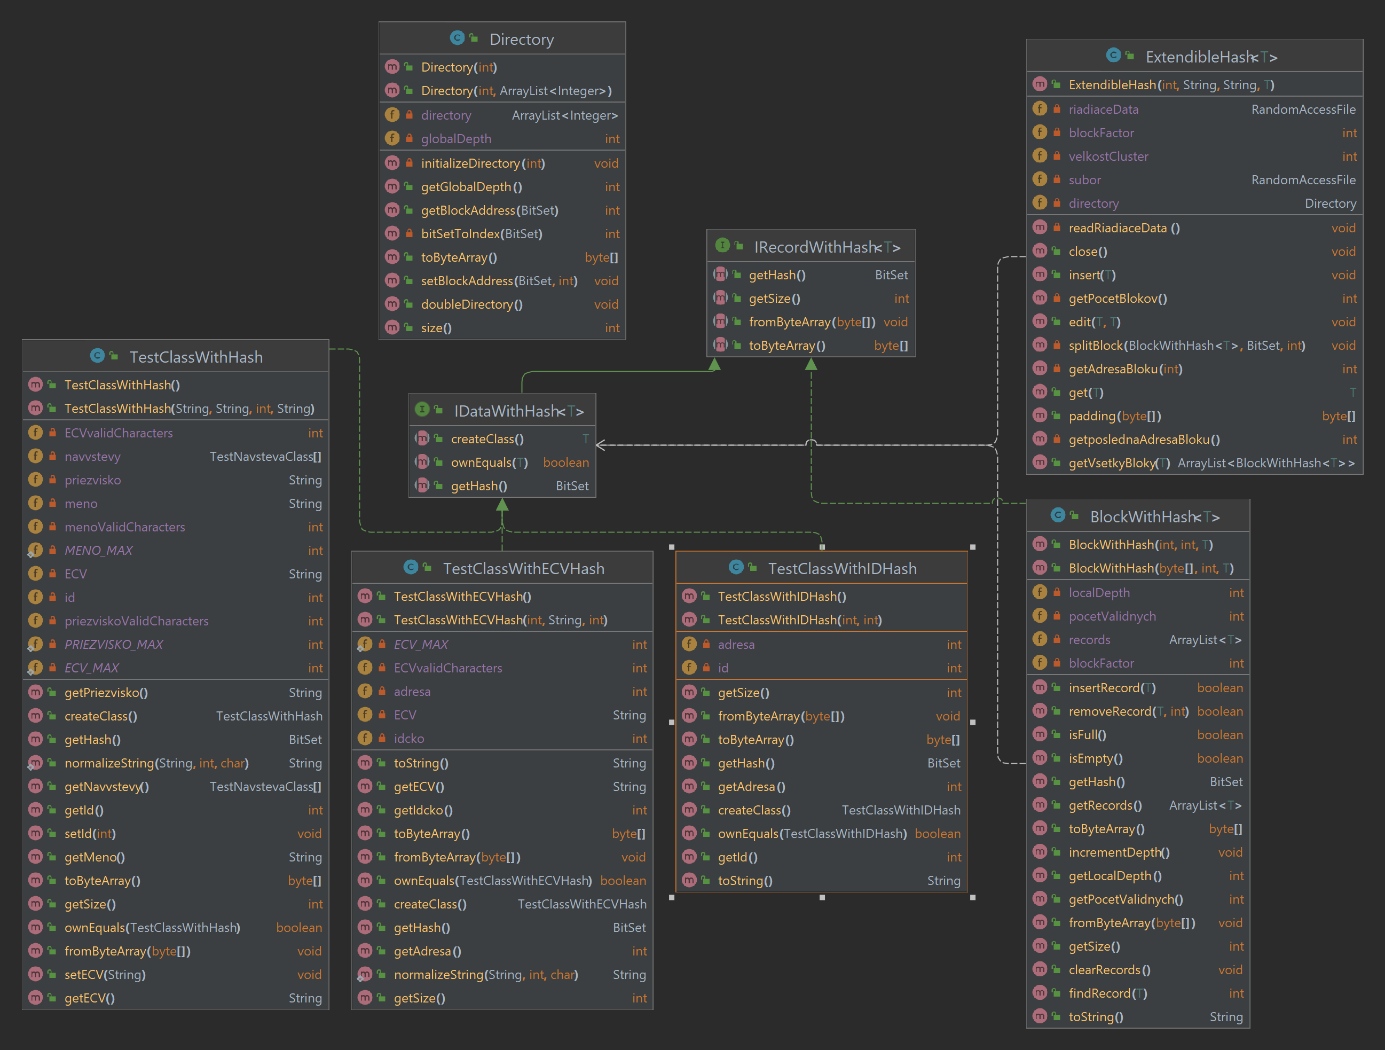 Directory
Directory(int)
Directory(int, ArrayList<Integer>)
directory ArrayList<Integer>
globalDepth int
initializeDirectory(int) void
getGlobalDepth() int
getBlockAddress(BitSet) int
bitSetToIndex(BitSet) int
toByteArray() byte[]
setBlockAddress(BitSet, int) void
doubleDirectory() void
size() int
ExtendibleHash<T>
ExtendibleHash(int, String, String, T)
riadiaceData RandomAccessFile
blockFactor int
velkostCluster int
subor RandomAccessFile
directory Directory
readRiadiaceData () void
close() void
insert(T) void
getPocetBlokov() int
edit(T, T) void
splitBlock(BlockWithHash<T>, BitSet, int) void
getAdresaBloku(int) int
get(T) T
padding(byte[]) byte[]
getposlednaAdresaBloku() int
getVsetkyBloky(T) ArrayList<BlockWithHash<T>>
IRecordWithHash<T>
getHash() BitSet
getSize() int
fromByteArray(byte[]) void
toByteArray() byte[]
IDataWithHash<T>
createClass() T
ownEquals(T) boolean
getHash() BitSet
TestClassWithHash
TestClassWithHash()
TestClassWithHash(String, String, int, String)
ECVvalidCharacters int
navvstevy TestNavstevaClass[]
priezvisko String
meno String
menoValidCharacters int
MENO_MAX int
ECV String
id int
priezviskoValidCharacters int
PRIEZVISKO_MAX int
ECV_MAX int
getPriezvisko() String
createClass() TestClassWithHash
getHash() BitSet
normalizeString(String, int, char) String
getNavvstevy() TestNavstevaClass[]
getId() int
setId(int) void
getMeno() String
toByteArray() byte[]
getSize() int
ownEquals(TestClassWithHash) boolean
fromByteArray(byte[]) void
setECV(String) void
getECV() String
TestClassWithECVHash
TestClassWithECVHash()
TestClassWithECVHash(int, String, int)
ECV_MAX int
ECVvalidCharacters int
adresa int
ECV String
idcko int
toString() String
getECV() String
getIdcko() int
toByteArray() byte[]
fromByteArray(byte[]) void
ownEquals(TestClassWithECVHash) boolean
createClass() TestClassWithECVHash
getHash() BitSet
getAdresa() int
normalizeString(String, int, char) String
getSize() int
TestClassWithIDHash
TestClassWithIDHash()
TestClassWithIDHash(int, int)
adresa int
id int
getSize() int
fromByteArray(byte[]) void
toByteArray() byte[]
getHash() BitSet
getAdresa() int
createClass() TestClassWithIDHash
ownEquals(TestClassWithIDHash) boolean
getId() int
toString() String
BlockWithHash<T>
BlockWithHash(int, int, T)
BlockWithHash(byte[], int, T)
localDepth int
pocetValidnych int
records ArrayList<T>
blockFactor int
insertRecord(T) boolean
removeRecord(T, int) boolean
isFull() boolean
isEmpty() boolean
getHash() BitSet
getRecords() ArrayList<T>
toByteArray() byte[]
incrementDepth() void
getLocalDepth() int
getPocetValidnych() int
fromByteArray(byte[]) void
getSize() int
clearRecords() void
findRecord(T) int
toString() String